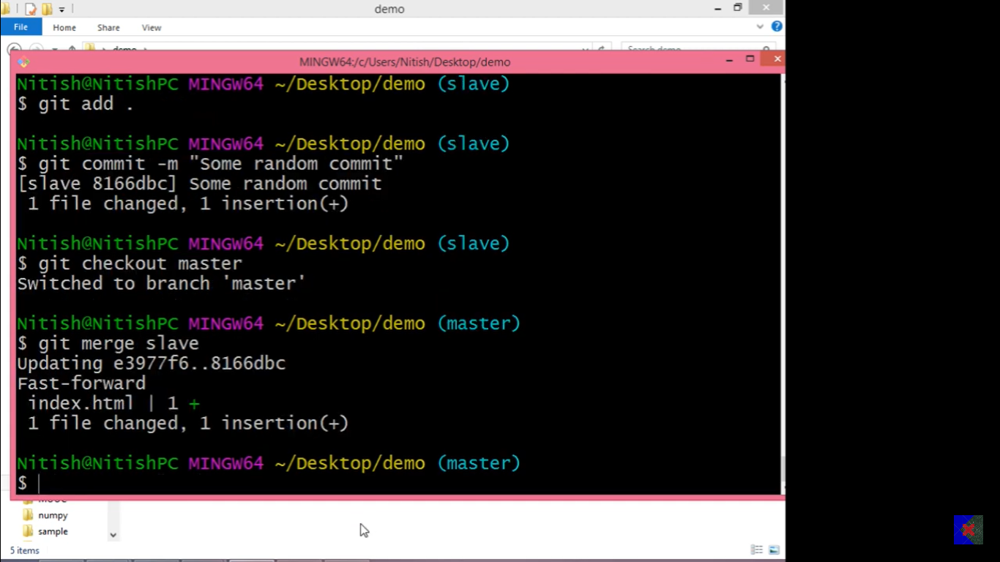 demo
File Home Share View
demo Search demo
MINGW64:/c/Users/Nitish/Desktop/demo
Nitish@NitishPC MINGW64 ~/Desktop/demo (slave)
$ git add .
Nitish@NitishPC MINGW64 ~/Desktop/demo (slave)
$ git commit -m "Some random commit"
[slave 8166dbc] Some random commit
1 file changed, 1 insertion(+)
Nitish@NitishPC MINGW64 ~/Desktop/demo (slave)
$ git checkout master
Switched to branch 'master'
Nitish@NitishPC MINGW64 ~/Desktop/demo (master)
$ git merge slave
Updating e3977f6..8166dbc
Fast-forward
index.html | 1 +
1 file changed, 1 insertion(+)
Nitish@NitishPC MINGW64 ~/Desktop/demo (master)
$
numpy
sample
5 items